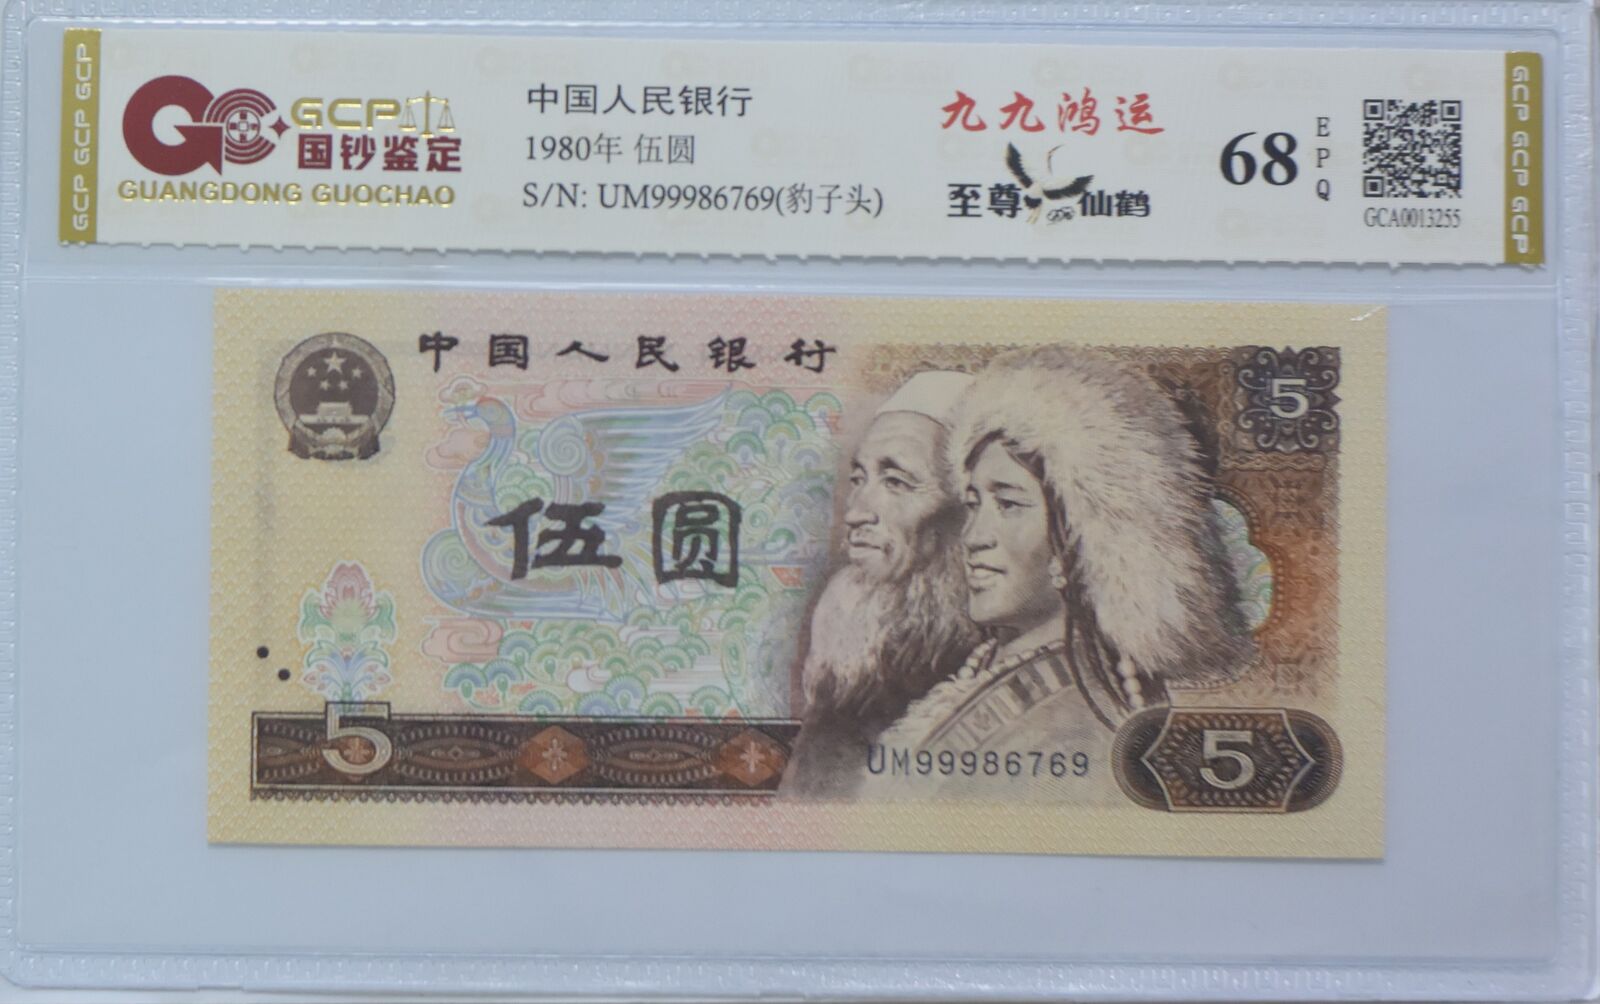 GCP GCP GCP
GCP
国钞鉴定
GUANGDONG GUOCHAO
中国人民银行
1980年 伍圆
S/N: UM99986769(豹子头)
九九鸿运
至尊仙鹤
68
EPQ
GCA0013255
GCP GCP GCP
中国人民银行
5
伍圆
5
UM99986769
5